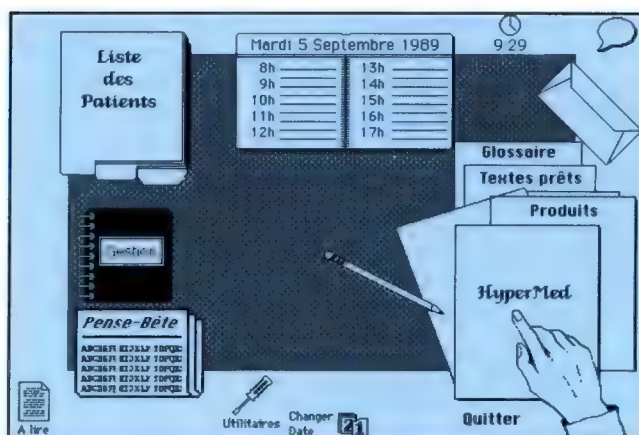 Liste
des
Patients
Mardi 5 Septembre 1989
8h
9h
10h
11h
12h
13h
14h
15h
16h
17h
9:29
Glossaire
Textes prêts
Produits
HyperMed
Gestion
Pense-Bête
A lire
Utilitaires
Changer
Date
21
Quitter